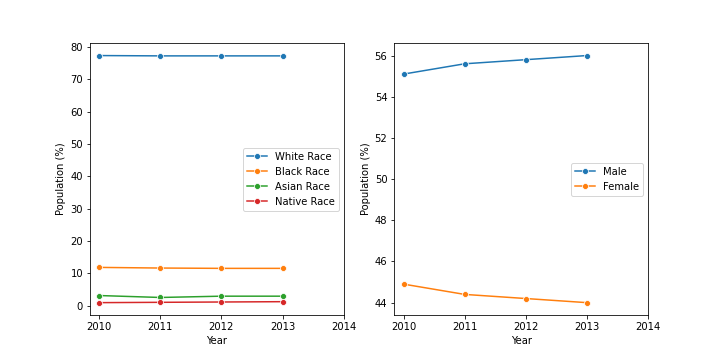 80
70
60
50
40
30
20
10
0
Population (%)
2010 2011 2012 2013 2014
Year
White Race
Black Race
Asian Race
Native Race
56
54
52
50
48
46
44
Population (%)
2010 2011 2012 2013 2014
Year
Male
Female